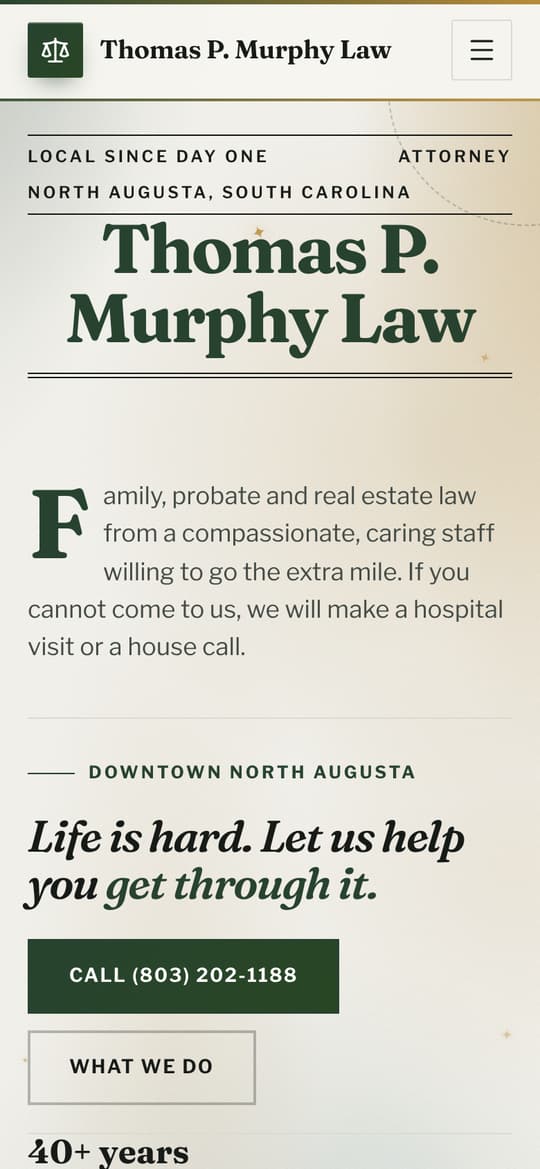 Thomas P. Murphy Law
LOCAL SINCE DAY ONE ATTORNEY
NORTH AUGUSTA, SOUTH CAROLINA
Thomas P.
Murphy Law
Family, probate and real estate law
from a compassionate, caring staff
willing to go the extra mile. If you
cannot come to us, we will make a hospital
visit or a house call.
DOWNTOWN NORTH AUGUSTA
Life is hard. Let us help
you get through it.
CALL (803) 202-1188
WHAT WE DO
40+ years